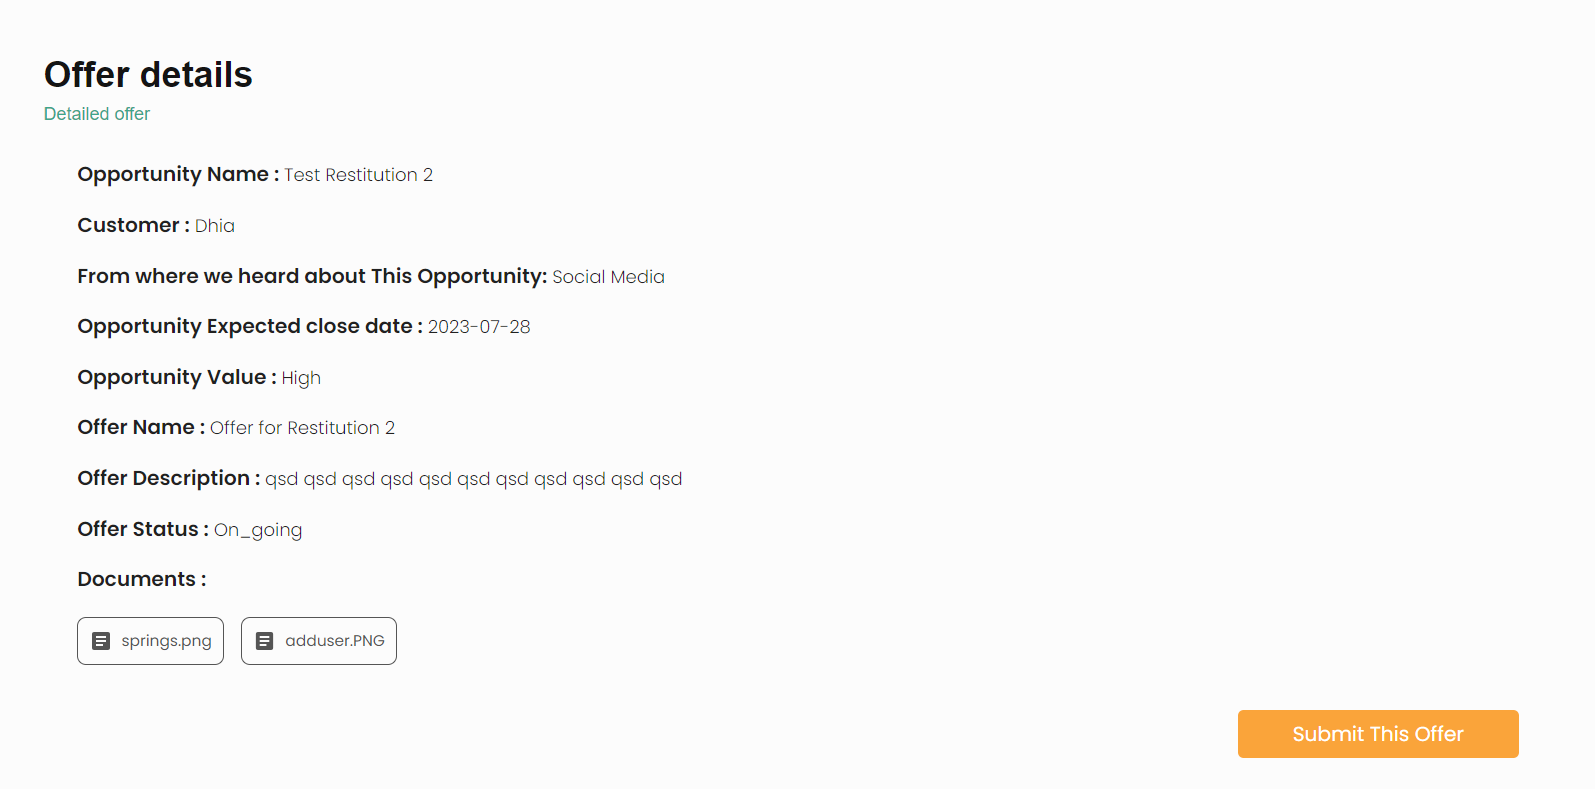 Offer details
Detailed offer
Opportunity Name : Test Restitution 2
Customer : Dhia
From where we heard about This Opportunity: Social Media
Opportunity Expected close date : 2023-07-28
Opportunity Value : High
Offer Name : Offer for Restitution 2
Offer Description : qsd qsd qsd qsd qsd qsd qsd qsd qsd qsd qsd
Offer Status : On_going
Documents :
springs.png adduser.PNG
Submit This Offer